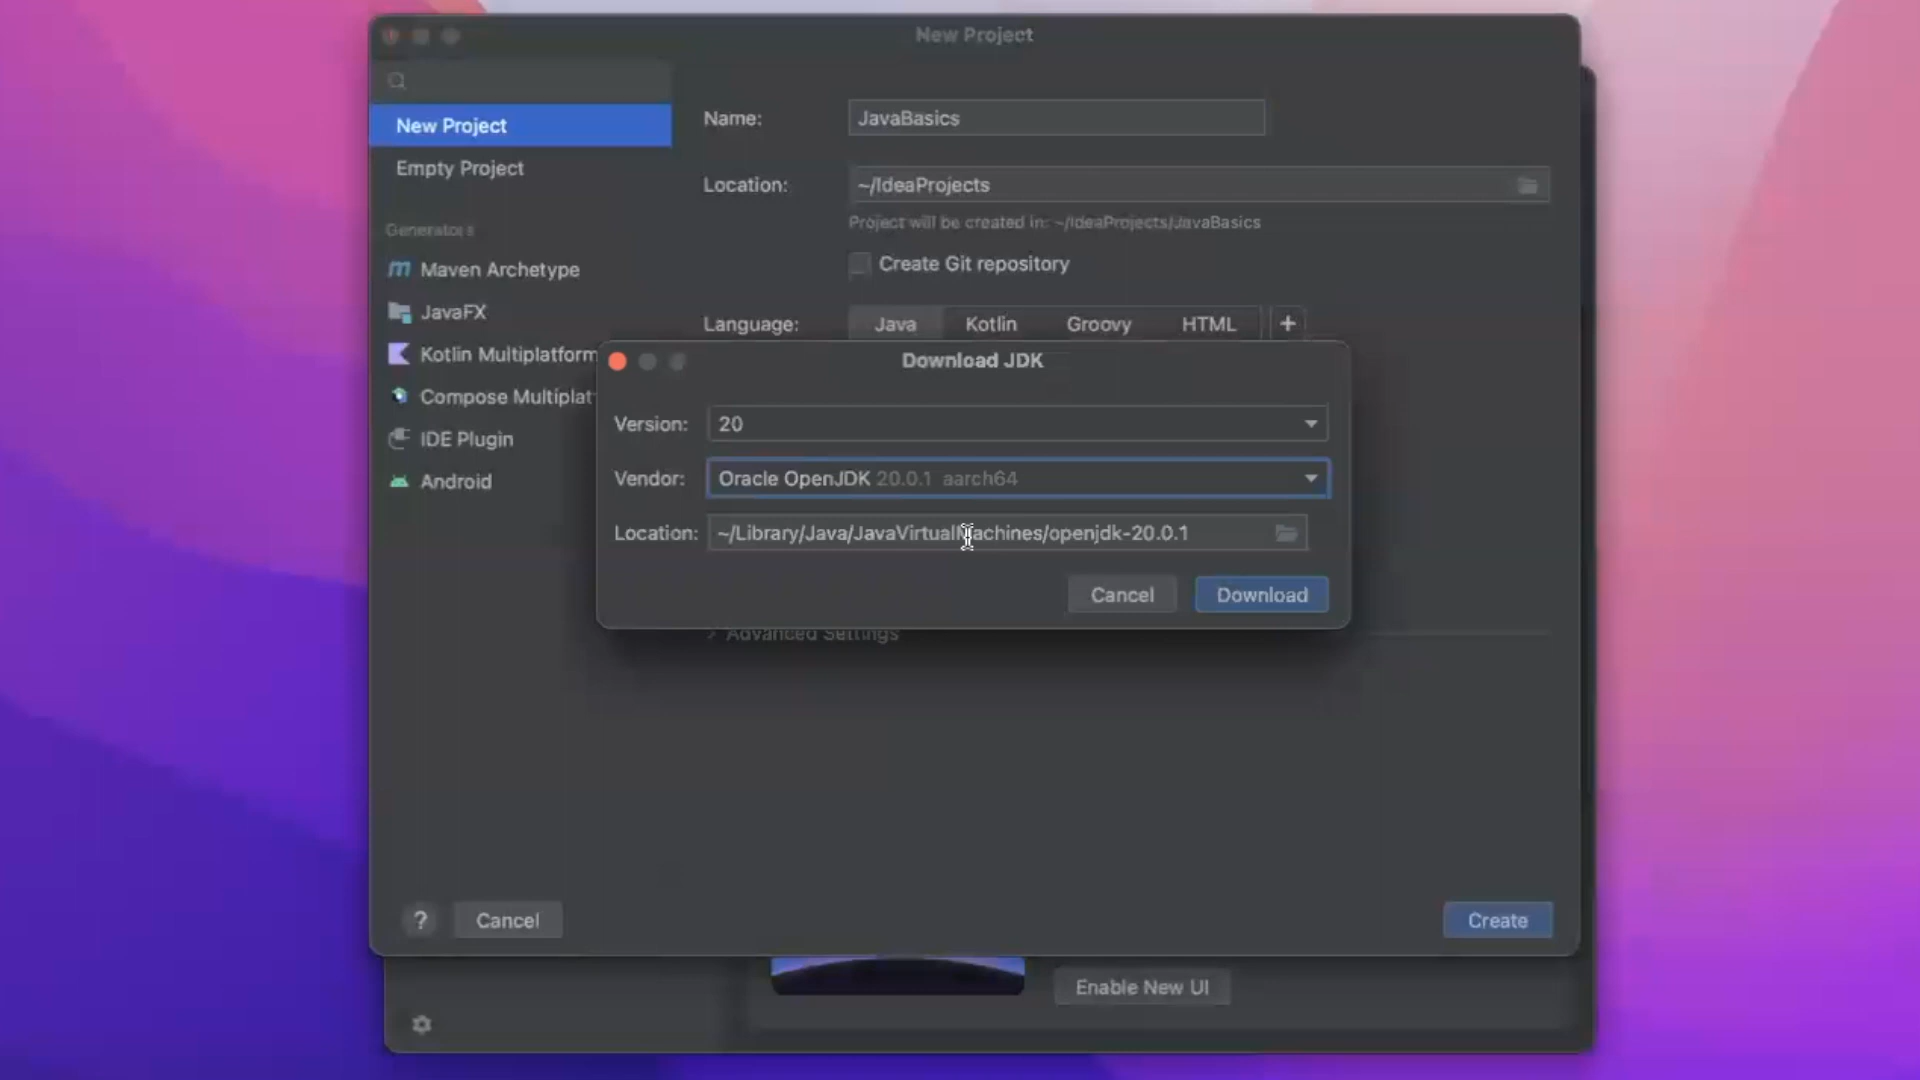 New Project
New Project
Empty Project
Generators
Maven Archetype
JavaFX
Kotlin Multiplatform
Compose Multiplat
IDE Plugin
Android
Name: JavaBasics
Location: ~/IdeaProjects
Project will be created in: ~/IdeaProjects/JavaBasics
Create Git repository
Language: Java Kotlin Groovy HTML +
Download JDK
Version: 20
Vendor: Oracle OpenJDK 20.0.1 aarch64
Location: ~/Library/Java/JavaVirtualMachines/openjdk-20.0.1
Cancel Download
Advanced Settings
? Cancel Create
Enable New UI